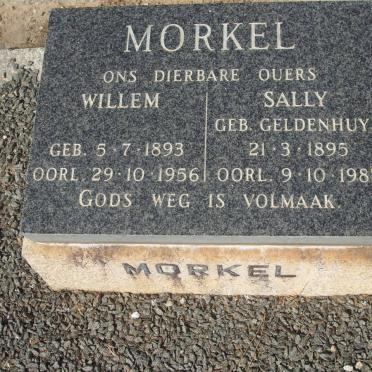 MORKEL
ONS DIERBARE OUERS
WILLEM SALLY
GEB. GELDENHUY
GEB. 5·7·1893 21·3·1895
OORL. 29·10·1956 OORL. 9·10·198
GODS WEG IS VOLMAAK.
MORKEL